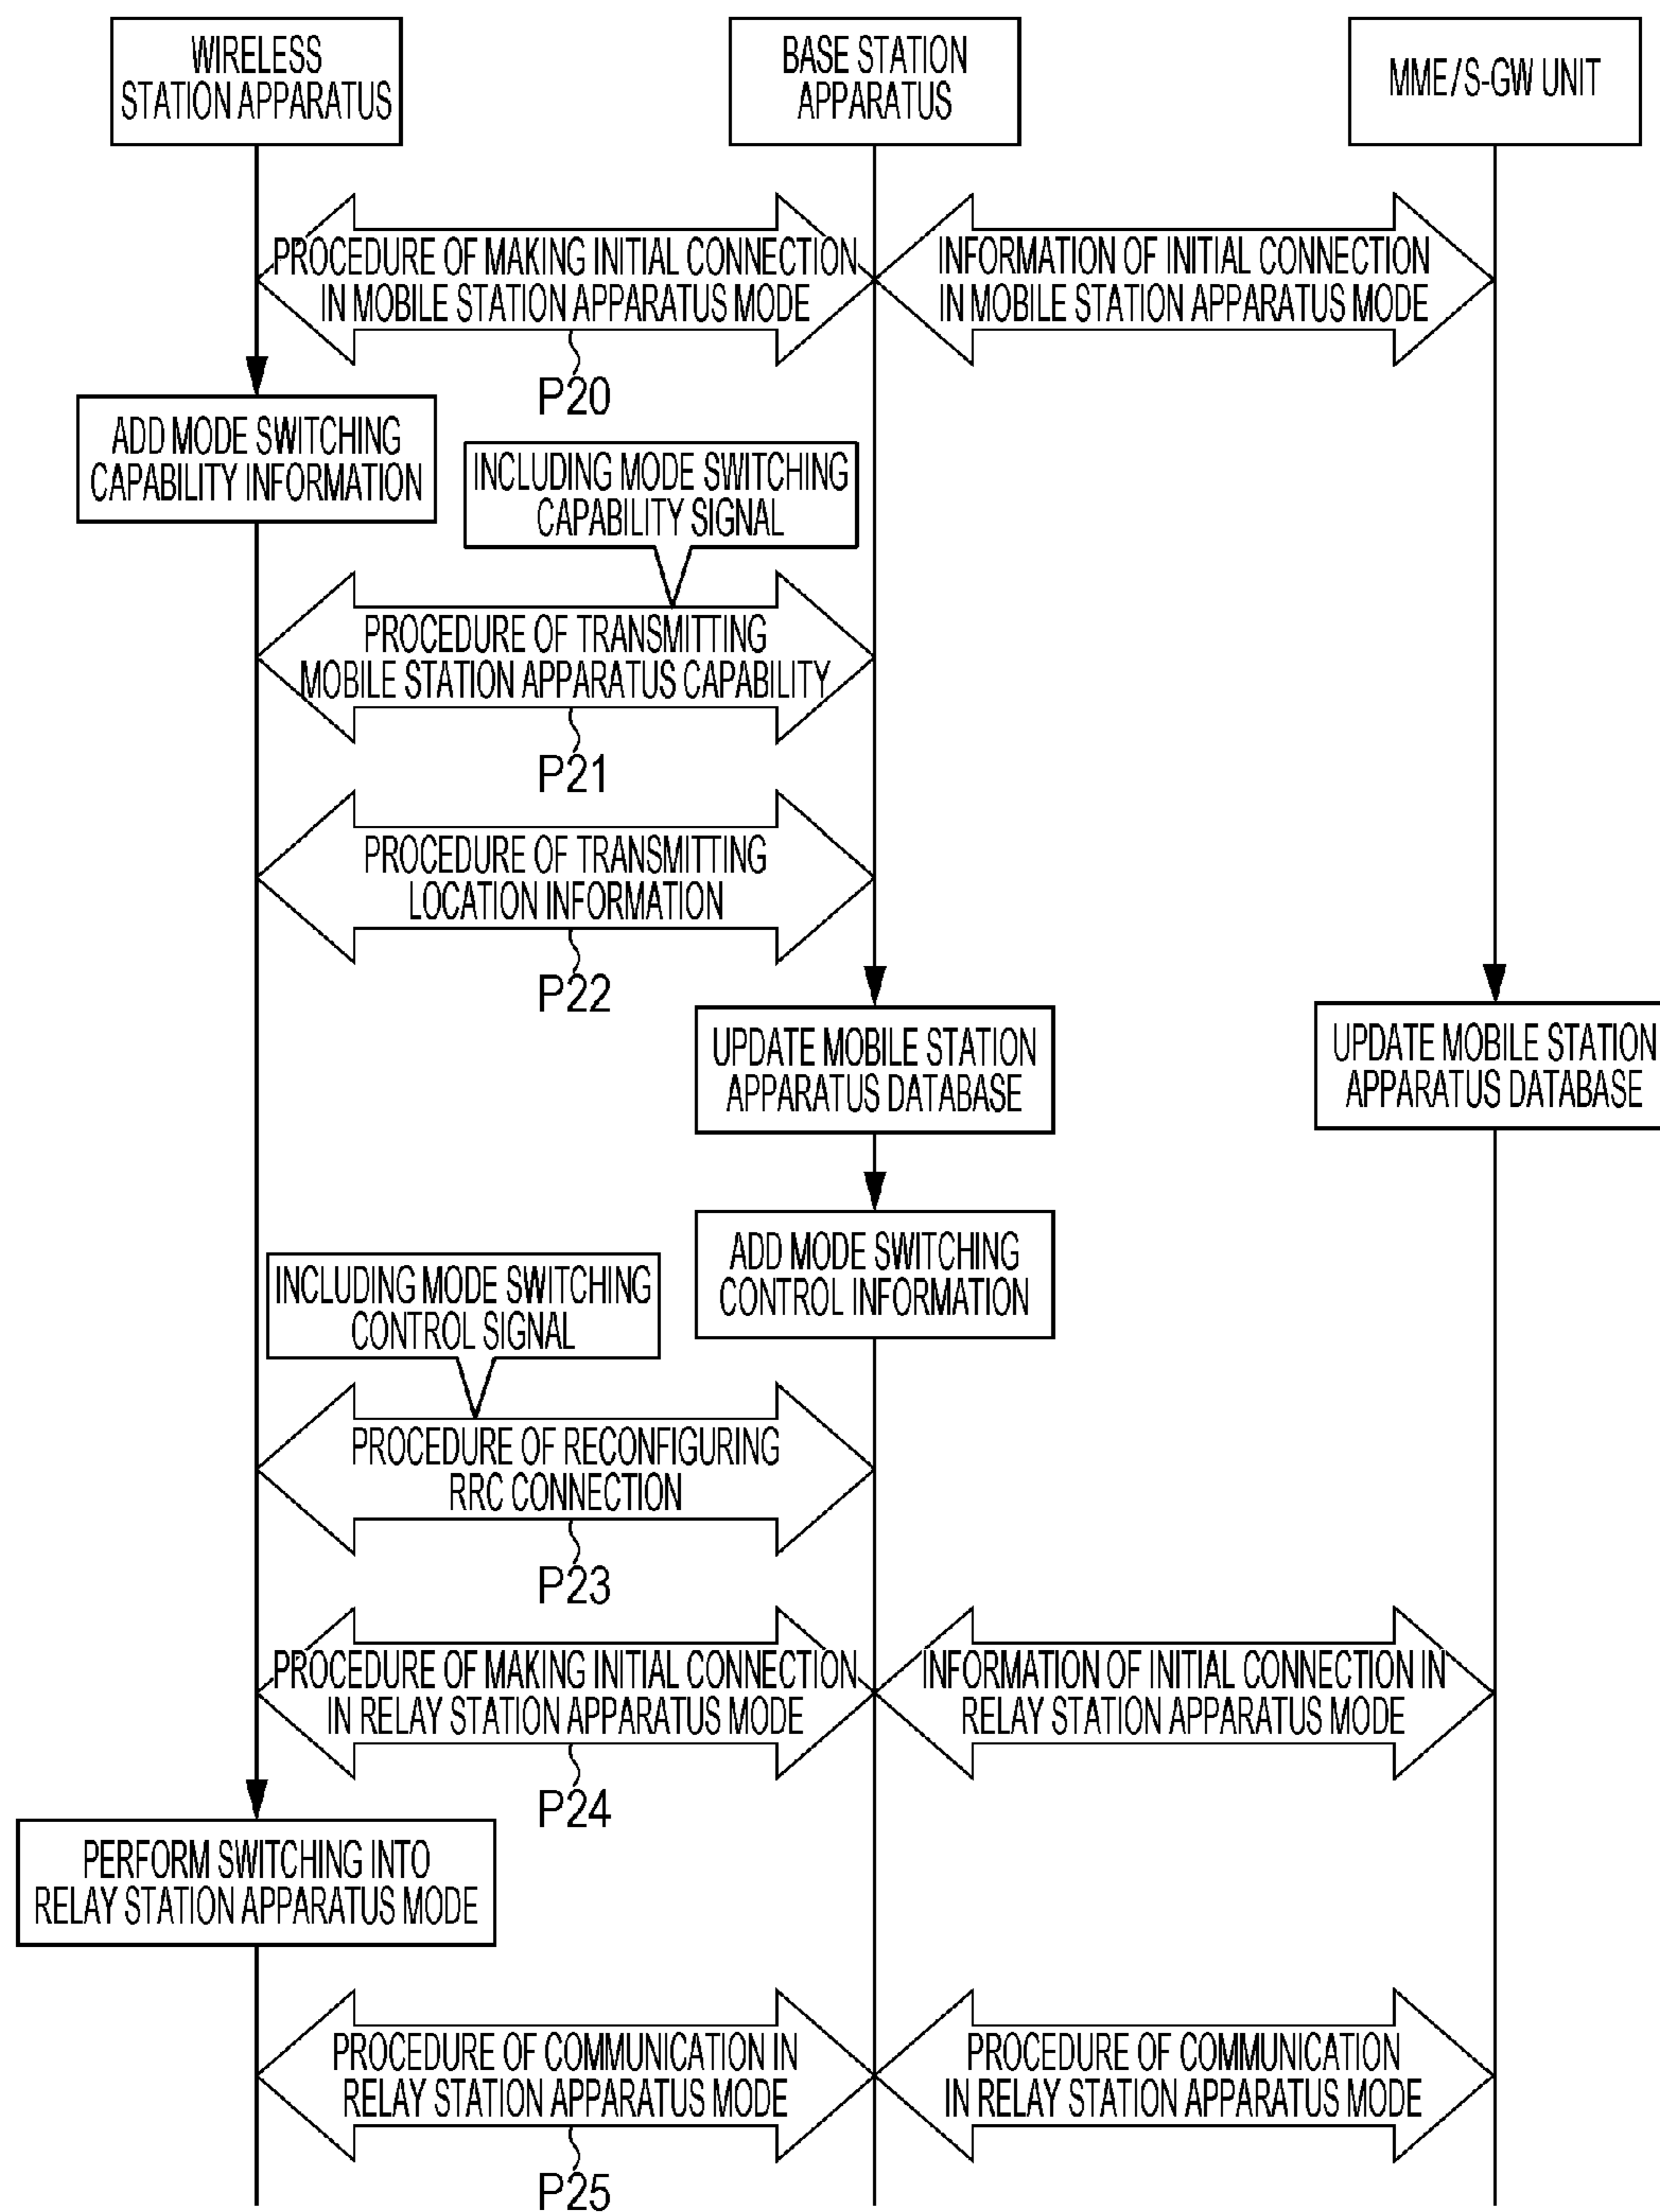 WIRELESS
STATION APPARATUS
BASE STATION
APPARATUS
MME/S-GW UNIT
PROCEDURE OF MAKING INITIAL CONNECTION
IN MOBILE STATION APPARATUS MODE
INFORMATION OF INITIAL CONNECTION
IN MOBILE STATION APPARATUS MODE
P20
ADD MODE SWITCHING
CAPABILITY INFORMATION
INCLUDING MODE SWITCHING
CAPABILITY SIGNAL
PROCEDURE OF TRANSMITTING
MOBILE STATION APPARATUS CAPABILITY
P21
PROCEDURE OF TRANSMITTING
LOCATION INFORMATION
P22
UPDATE MOBILE STATION
APPARATUS DATABASE
UPDATE MOBILE STATION
APPARATUS DATABASE
ADD MODE SWITCHING
CONTROL INFORMATION
INCLUDING MODE SWITCHING
CONTROL SIGNAL
PROCEDURE OF RECONFIGURING
RRC CONNECTION
P23
PROCEDURE OF MAKING INITIAL CONNECTION
IN RELAY STATION APPARATUS MODE
INFORMATION OF INITIAL CONNECTION IN
RELAY STATION APPARATUS MODE
P24
PERFORM SWITCHING INTO
RELAY STATION APPARATUS MODE
PROCEDURE OF COMMUNICATION IN
RELAY STATION APPARATUS MODE
PROCEDURE OF COMMUNICATION
IN RELAY STATION APPARATUS MODE
P25